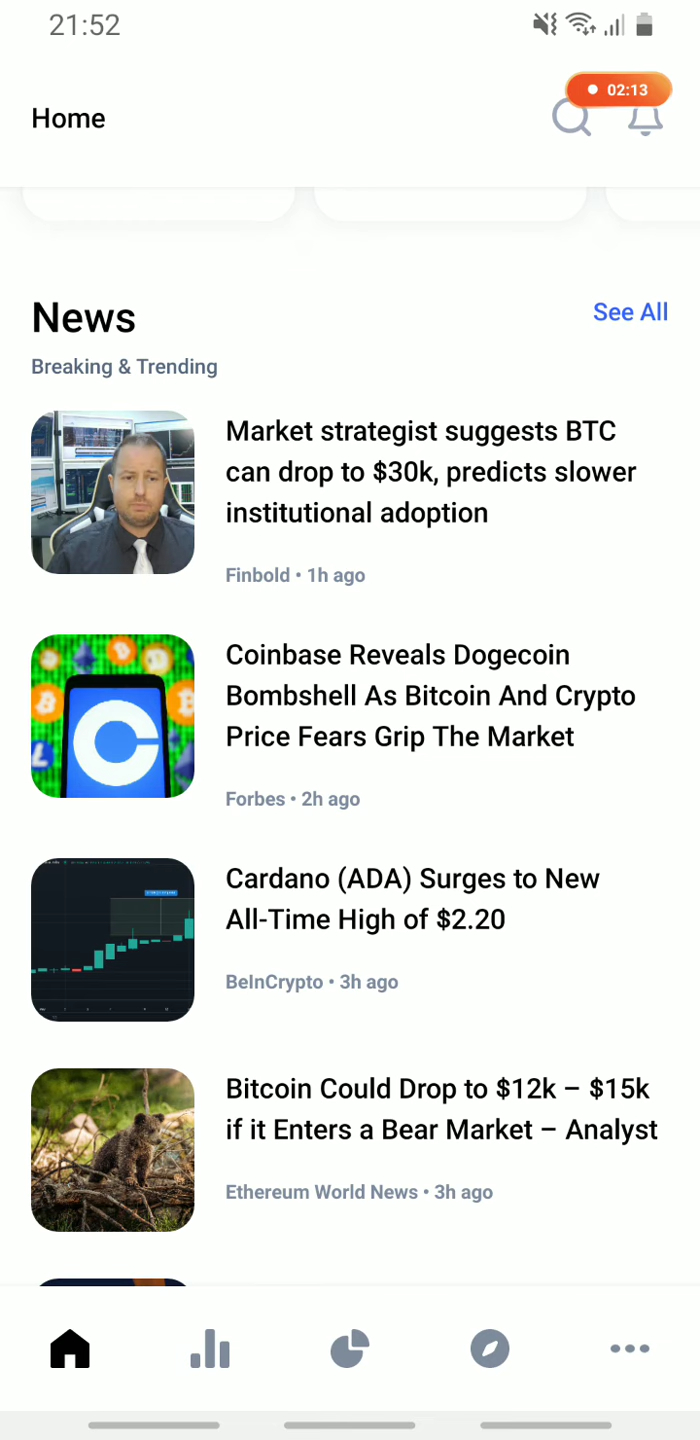 21:52
02:13
Home
News
See All
Breaking & Trending
Market strategist suggests BTC
can drop to $30k, predicts slower
institutional adoption
Finbold • 1h ago
Coinbase Reveals Dogecoin
Bombshell As Bitcoin And Crypto
Price Fears Grip The Market
Forbes • 2h ago
Cardano (ADA) Surges to New
All-Time High of $2.20
BeInCrypto • 3h ago
Bitcoin Could Drop to $12k – $15k
if it Enters a Bear Market – Analyst
Ethereum World News • 3h ago